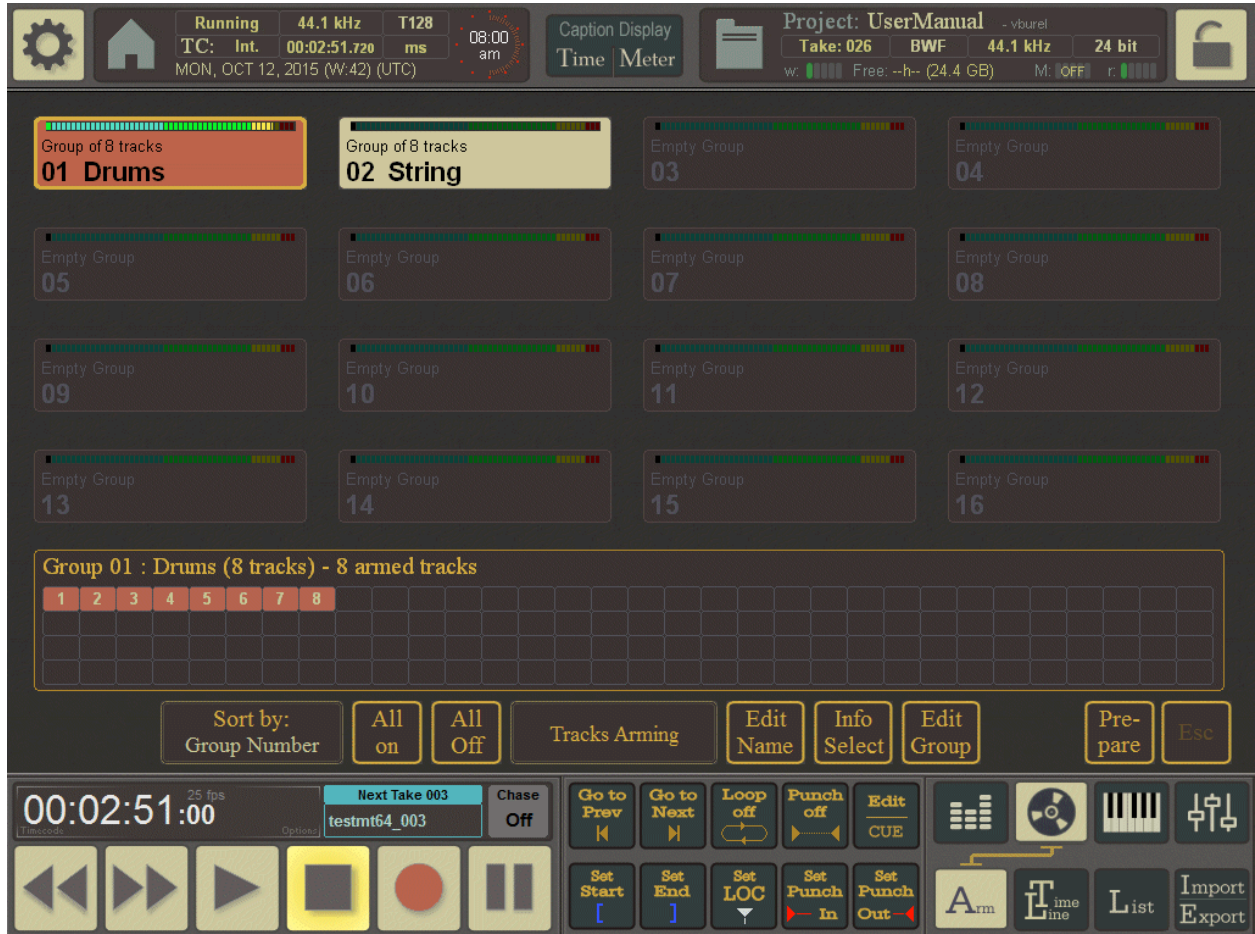 Running 44.1 kHz T128
TC: Int. 00:02:51.720 ms
MON, OCT 12, 2015 (W:42) (UTC)
08:00
am
Caption Display
Time Meter
Project: UserManual - vburel
Take: 026 BWF 44.1 kHz 24 bit
w: Free: --h-- (24.4 GB) M: OFF r:
Group of 8 tracks
01 Drums
Group of 8 tracks
02 String
Empty Group
03
Empty Group
04
Empty Group
05
Empty Group
06
Empty Group
07
Empty Group
08
Empty Group
09
Empty Group
10
Empty Group
11
Empty Group
12
Empty Group
13
Empty Group
14
Empty Group
15
Empty Group
16
Group 01 : Drums (8 tracks) - 8 armed tracks
1 2 3 4 5 6 7 8
Sort by:
Group Number
All
on
All
Off
Tracks Arming
Edit
Name
Info
Select
Edit
Group
Pre-
pare
Esc
00:02:51:00
25 fps
Timecode
Options
Next Take 003
testmt64_003
Chase
Off
Go to
Prev
Go to
Next
Loop
off
Punch
off
Edit
CUE
Set
Start
[
Set
End
]
Set
LOC
Set
Punch
In
Set
Punch
Out
Arm
Time
Line
List
Import
Export